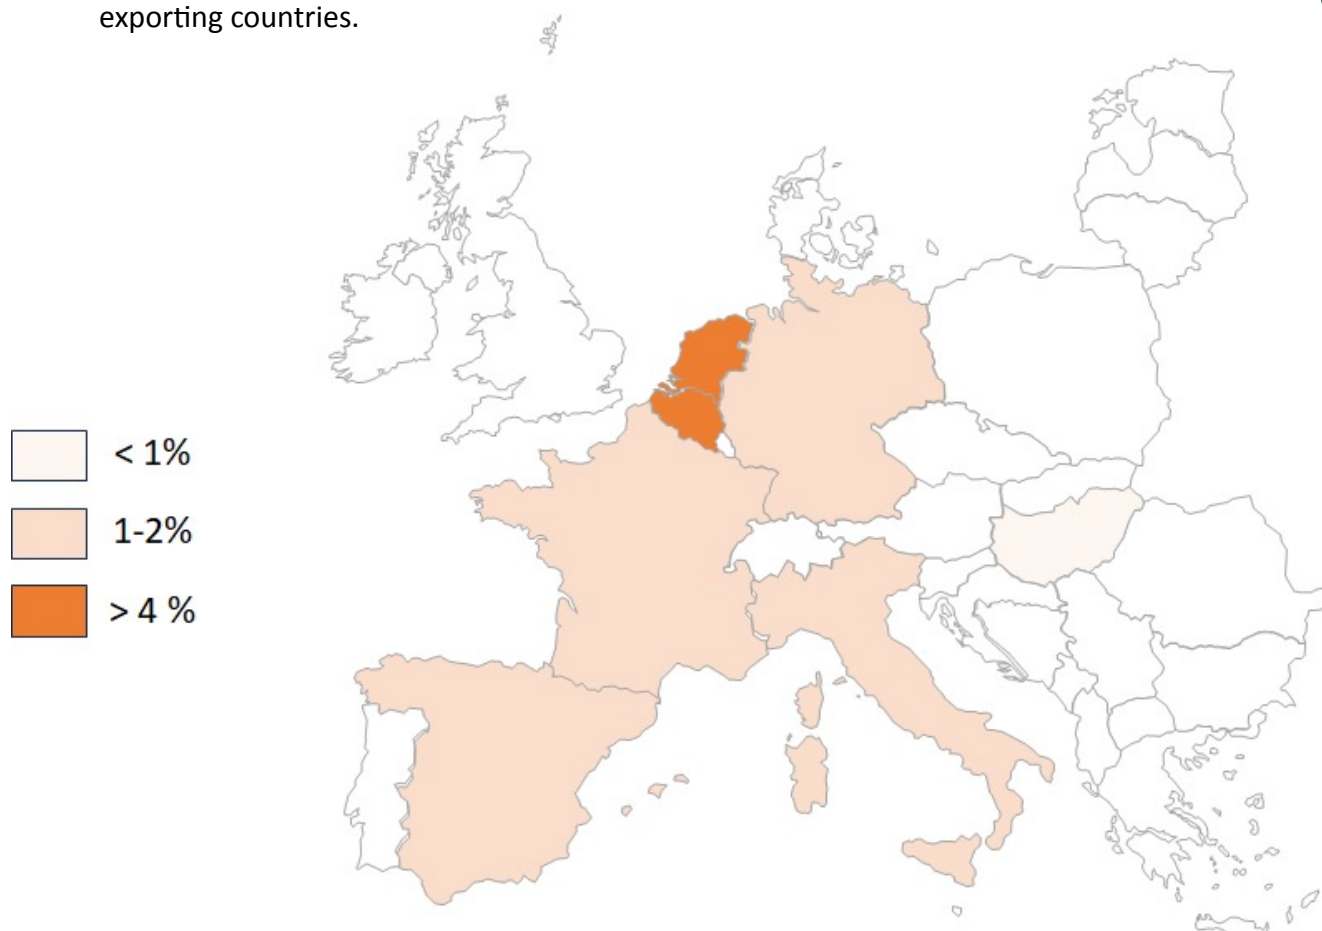 exporting countries.
< 1%
1-2%
> 4 %